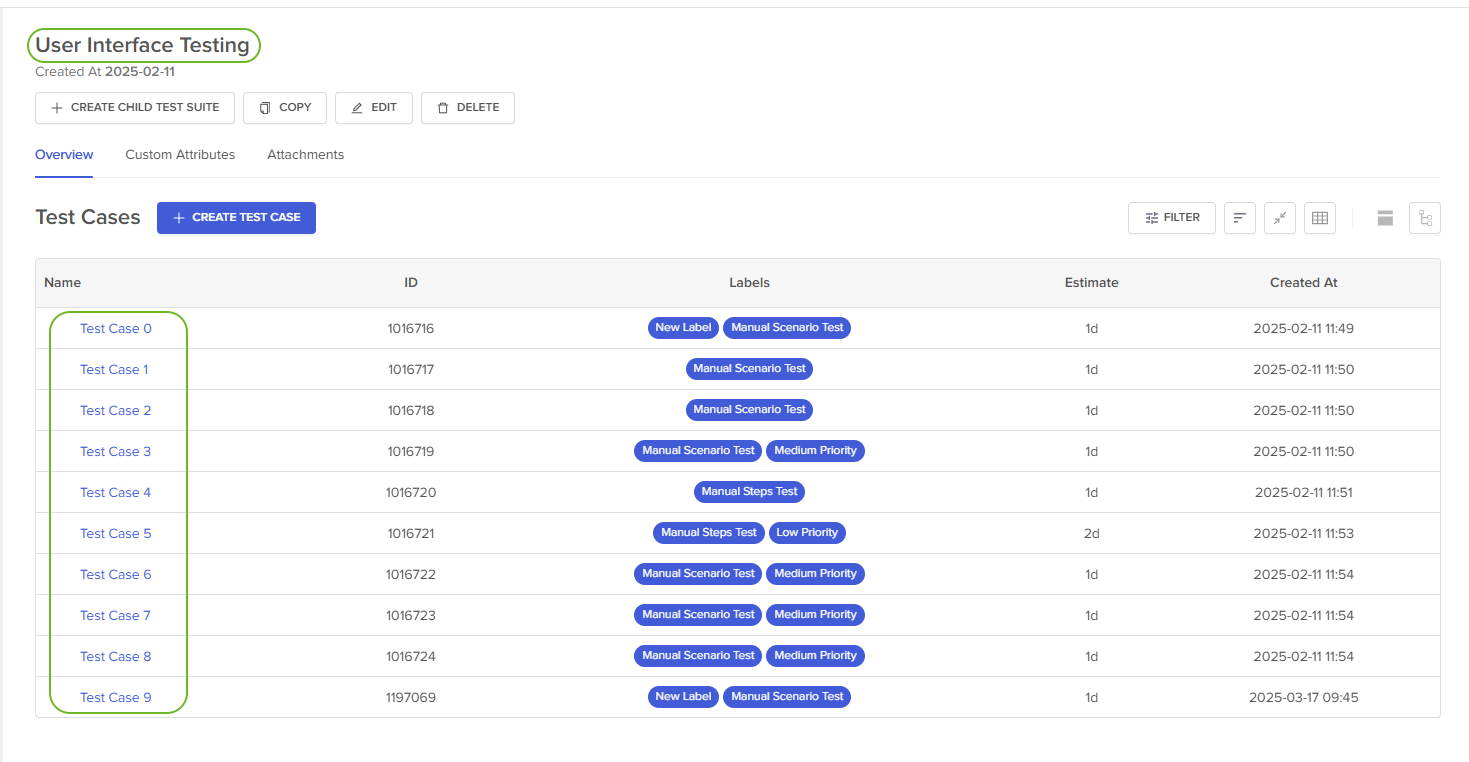 User Interface Testing
Created At 2025-02-11
CREATE CHILD TEST SUITE COPY EDIT DELETE
Overview Custom Attributes Attachments
Test Cases CREATE TEST CASE FILTER
Name ID Labels Estimate Created At
Test Case 0 1016716 New Label Manual Scenario Test 1d 2025-02-11 11:49
Test Case 1 1016717 Manual Scenario Test 1d 2025-02-11 11:50
Test Case 2 1016718 Manual Scenario Test 1d 2025-02-11 11:50
Test Case 3 1016719 Manual Scenario Test Medium Priority 1d 2025-02-11 11:50
Test Case 4 1016720 Manual Steps Test 1d 2025-02-11 11:51
Test Case 5 1016721 Manual Steps Test Low Priority 2d 2025-02-11 11:53
Test Case 6 1016722 Manual Scenario Test Medium Priority 1d 2025-02-11 11:54
Test Case 7 1016723 Manual Scenario Test Medium Priority 1d 2025-02-11 11:54
Test Case 8 1016724 Manual Scenario Test Medium Priority 1d 2025-02-11 11:54
Test Case 9 1197069 New Label Manual Scenario Test 1d 2025-03-17 09:45